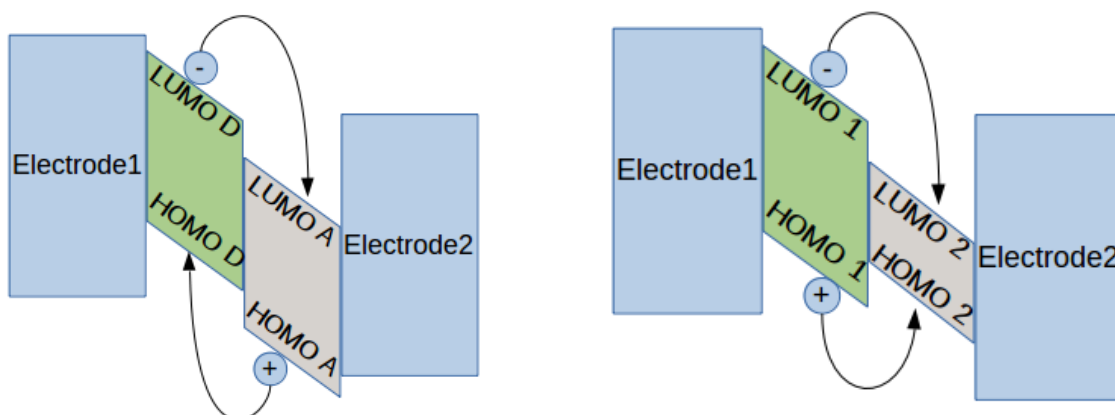 LUMO D
HOMO D
Electrode1
-
LUMO A
HOMO A
Electrode2
+
LUMO 1
HOMO 1
Electrode1
-
LUMO 2
HOMO 2
Electrode2
+